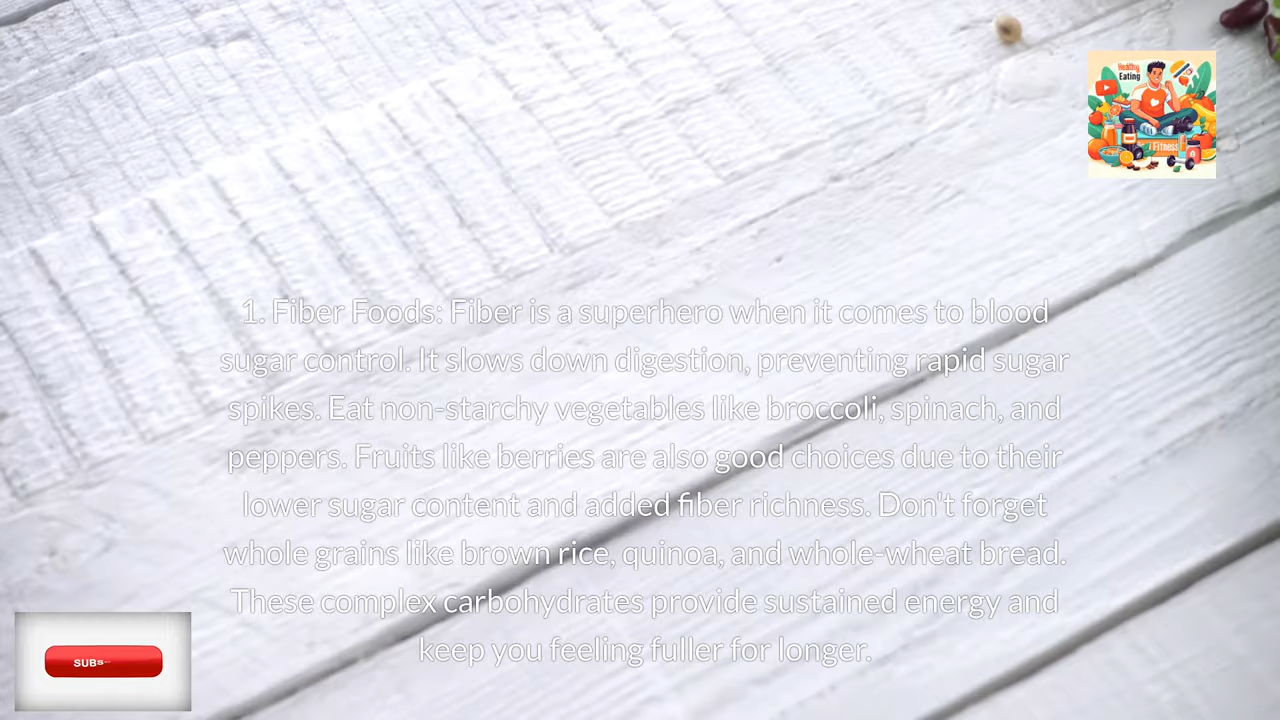 Healthy
Eating
Fitness
1. Fiber Foods: Fiber is a superhero when it comes to blood
sugar control. It slows down digestion, preventing rapid sugar
spikes. Eat non-starchy vegetables like broccoli, spinach, and
peppers. Fruits like berries are also good choices due to their
lower sugar content and added fiber richness. Don't forget
whole grains like brown rice, quinoa, and whole-wheat bread.
These complex carbohydrates provide sustained energy and
keep you feeling fuller for longer.
SUBS